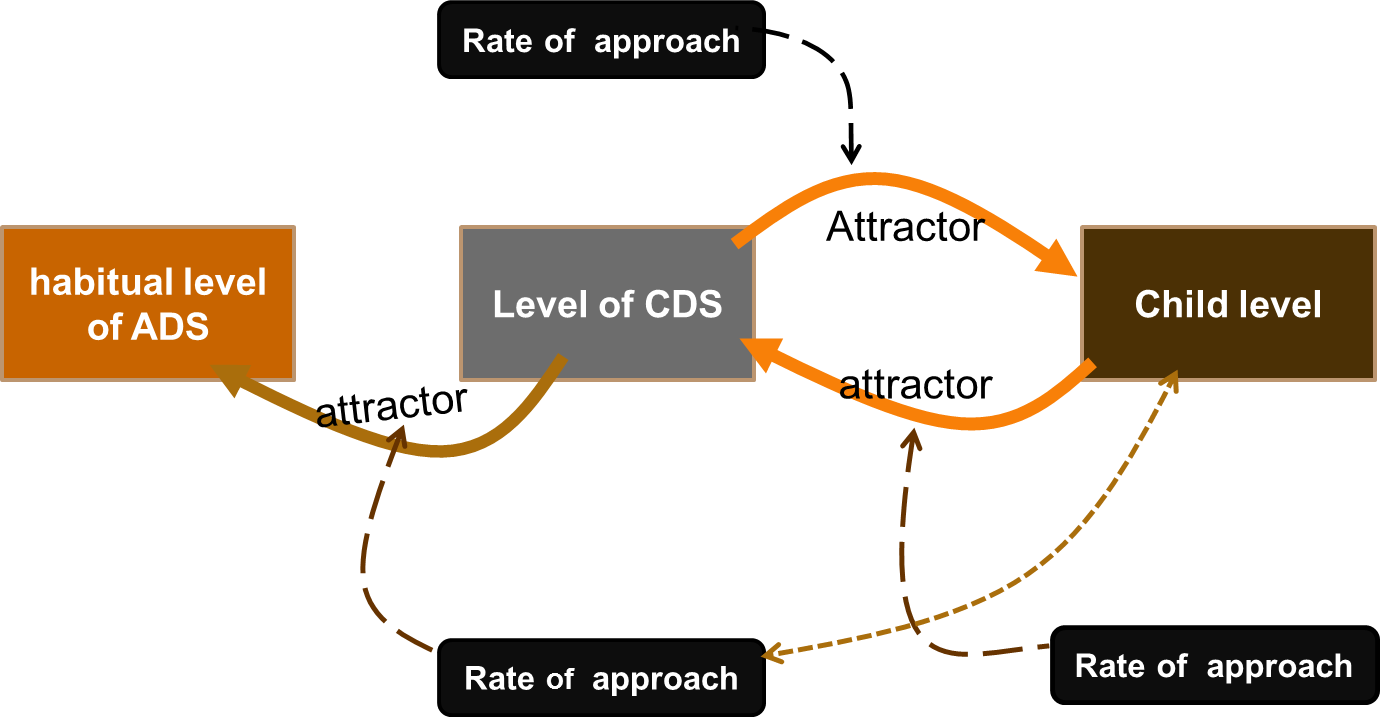 Rate of approach
Attractor
habitual level
of ADS
Level of CDS
Child level
attractor
attractor
Rate of approach
Rate of approach